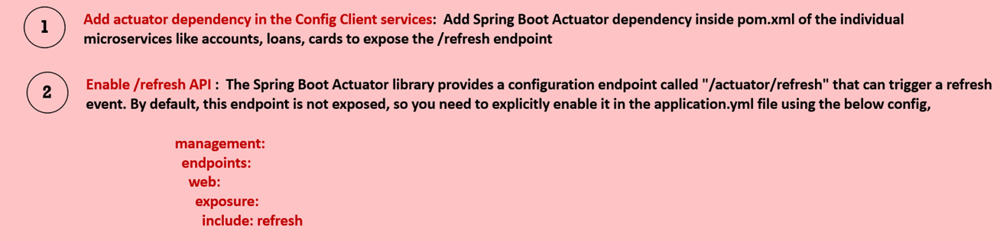 1 Add actuator dependency in the Config Client services: Add Spring Boot Actuator dependency inside pom.xml of the individual
microservices like accounts, loans, cards to expose the /refresh endpoint
2 Enable /refresh API : The Spring Boot Actuator library provides a configuration endpoint called "/actuator/refresh" that can trigger a refresh
event. By default, this endpoint is not exposed, so you need to explicitly enable it in the application.yml file using the below config,
management:
endpoints:
web:
exposure:
include: refresh